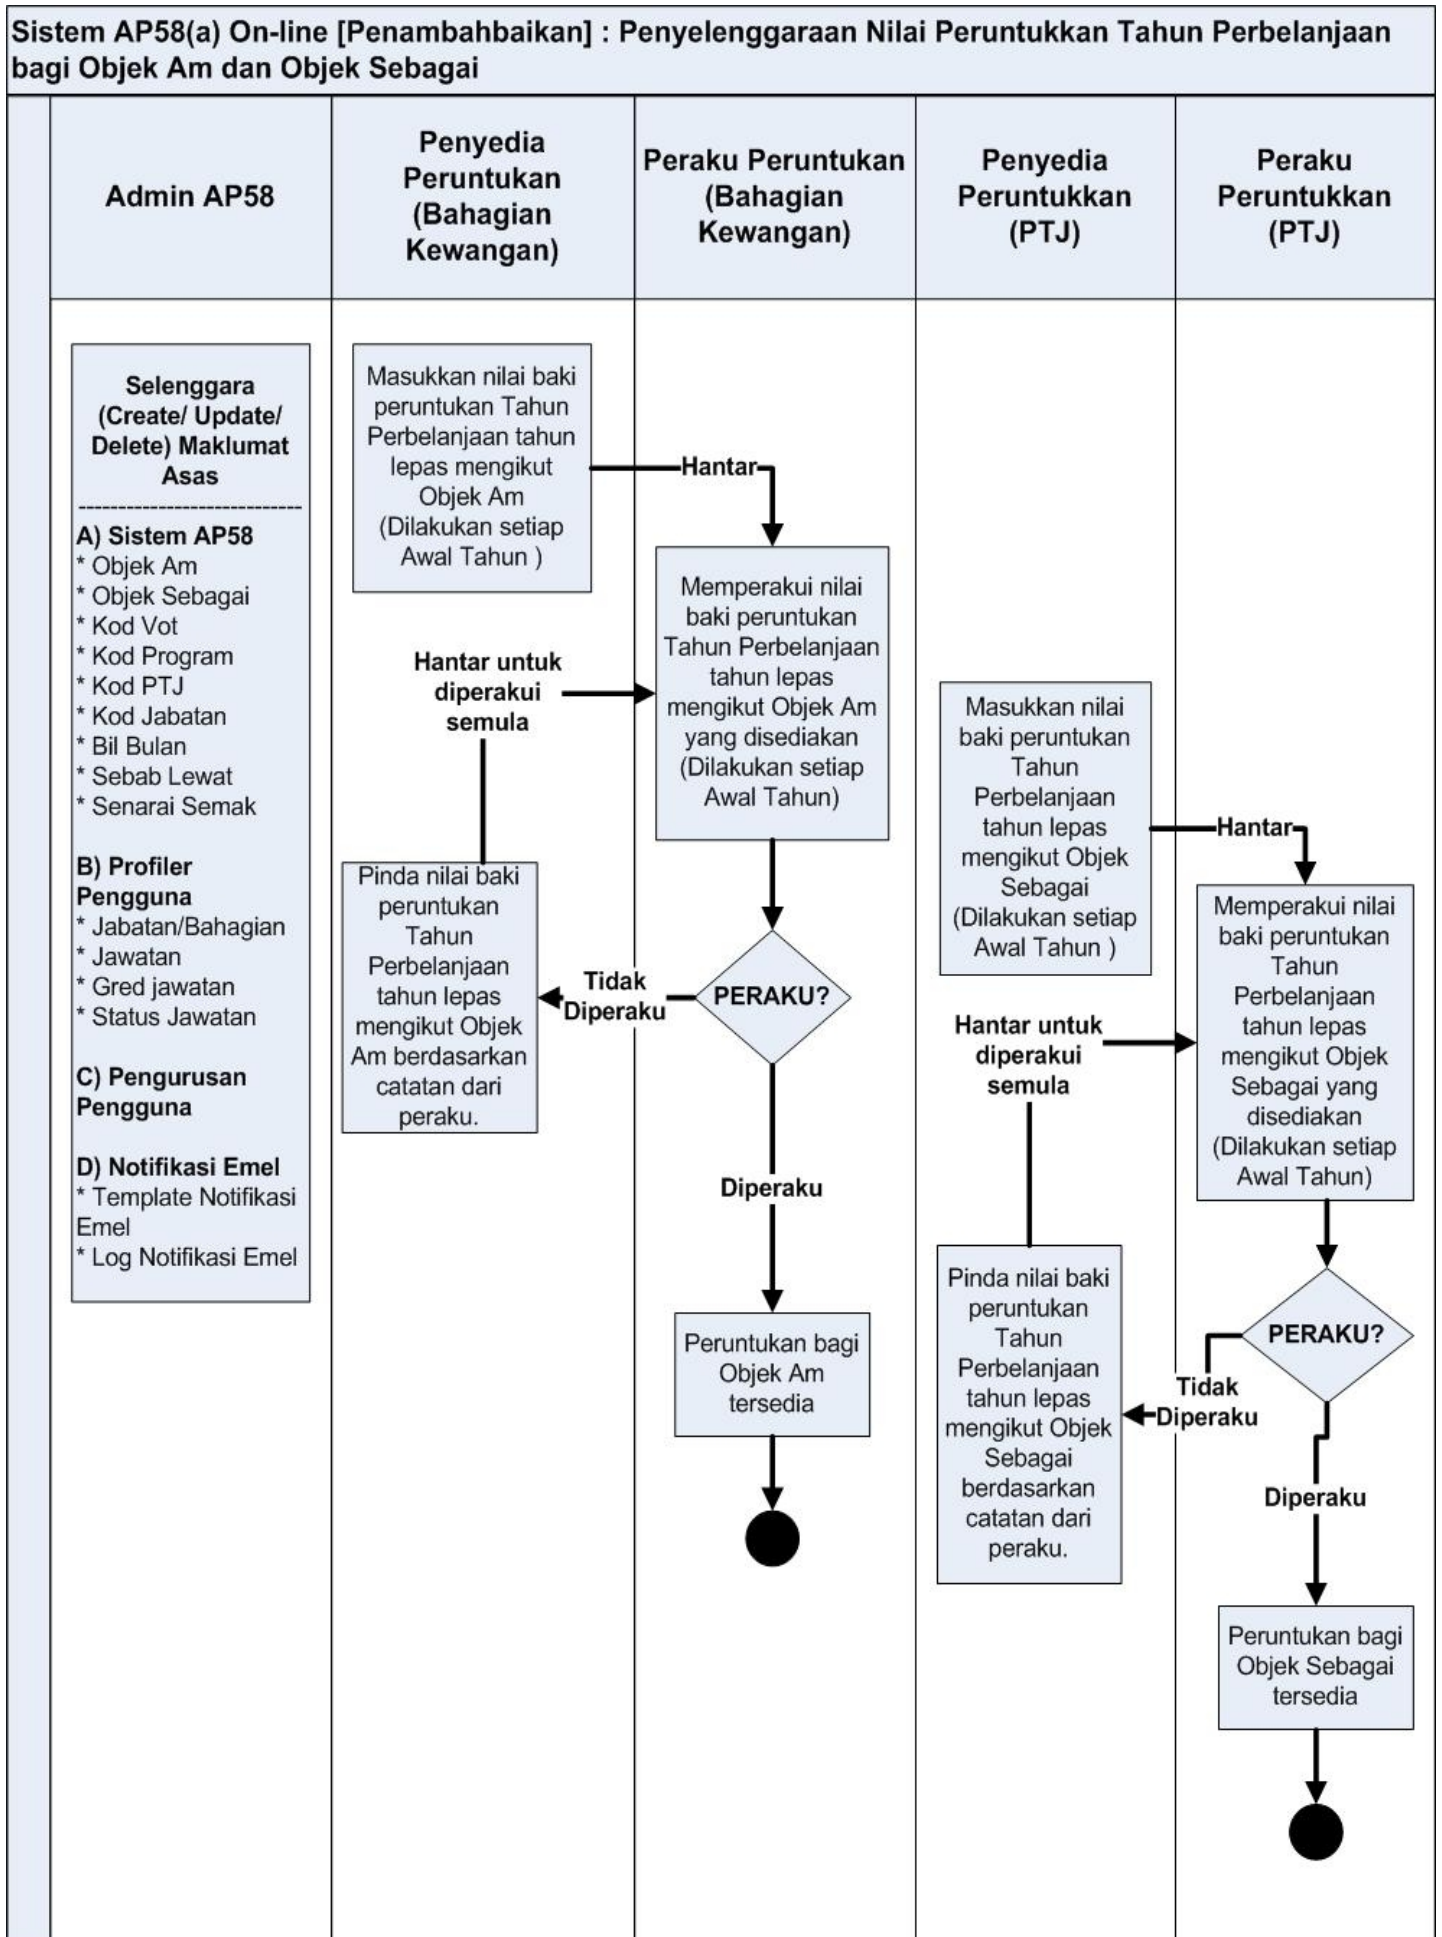 Sistem AP58(a) On-line [Penambahbaikan] : Penyelenggaraan Nilai Peruntukkan Tahun Perbelanjaan
bagi Objek Am dan Objek Sebagai
Admin AP58
Penyedia
Peruntukan
(Bahagian
Kewangan)
Peraku Peruntukan
(Bahagian
Kewangan)
Penyedia
Peruntukkan
(PTJ)
Peraku
Peruntukkan
(PTJ)
Selenggara
(Create/ Update/
Delete) Maklumat
Asas
----------------------------
A) Sistem AP58
* Objek Am
* Objek Sebagai
* Kod Vot
* Kod Program
* Kod PTJ
* Kod Jabatan
* Bil Bulan
* Sebab Lewat
* Senarai Semak
B) Profiler
Pengguna
* Jabatan/Bahagian
* Jawatan
* Gred jawatan
* Status Jawatan
C) Pengurusan
Pengguna
D) Notifikasi Emel
* Template Notifikasi
Emel
* Log Notifikasi Emel
Masukkan nilai baki
peruntukan Tahun
Perbelanjaan tahun
lepas mengikut
Objek Am
(Dilakukan setiap
Awal Tahun )
Hantar
Memperakui nilai
baki peruntukan
Tahun Perbelanjaan
tahun lepas
mengikut Objek Am
yang disediakan
(Dilakukan setiap
Awal Tahun)
Hantar untuk
diperakui
semula
Pinda nilai baki
peruntukan
Tahun
Perbelanjaan
tahun lepas
mengikut Objek
Am berdasarkan
catatan dari
peraku.
Tidak
Diperaku
PERAKU?
Diperaku
Peruntukan bagi
Objek Am
tersedia
Masukkan nilai
baki peruntukan
Tahun
Perbelanjaan
tahun lepas
mengikut Objek
Sebagai
(Dilakukan setiap
Awal Tahun )
Hantar
Memperakui nilai
baki peruntukan
Tahun
Perbelanjaan
tahun lepas
mengikut Objek
Sebagai yang
disediakan
(Dilakukan setiap
Awal Tahun)
Hantar untuk
diperakui
semula
Pinda nilai baki
peruntukan
Tahun
Perbelanjaan
tahun lepas
mengikut Objek
Sebagai
berdasarkan
catatan dari
peraku.
PERAKU?
Tidak
Diperaku
Diperaku
Peruntukan bagi
Objek Sebagai
tersedia